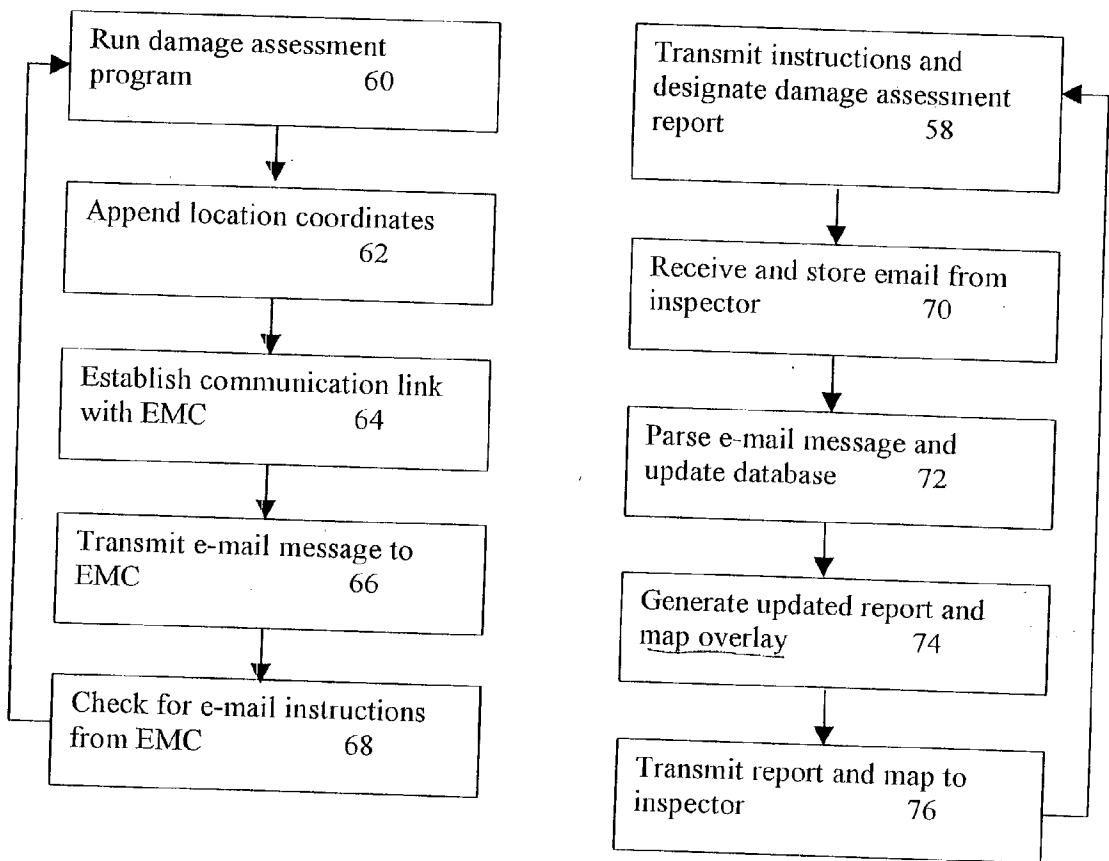 Run damage assessment
program 60
Append location coordinates
62
Establish communication link
with EMC 64
Transmit e-mail message to
EMC 66
Check for e-mail instructions
from EMC 68
Transmit instructions and
designate damage assessment
report 58
Receive and store email from
inspector 70
Parse e-mail message and
update database 72
Generate updated report and
map overlay 74
Transmit report and map to
inspector 76